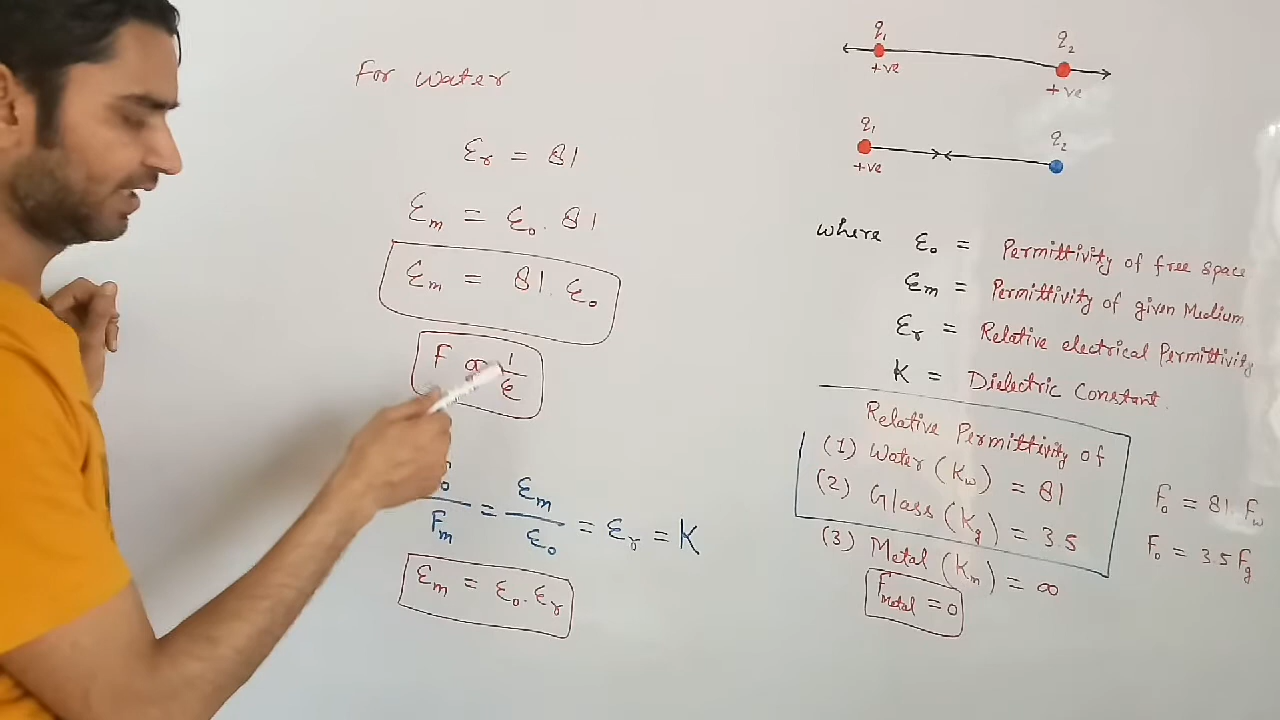 For water
εr = 81
εm = ε0 . 81
εm = 81 . ε0
F ∝ 1/ε
F0/Fm = εm/ε0 = εr = K
εm = ε0 . εr
q1 q2
+ve +ve
q1 q2
+ve
where ε0 = Permittivity of free space
εm = Permittivity of given Medium
εr = Relative electrical Permittivity
K = Dielectric Constant.
Relative Permittivity of
(1) Water (Kw) = 81
(2) Glass (Kg) = 3.5
(3) Metal (Km) = ∞
Fmetal = 0
F0 = 81 . Fw
F0 = 3.5 Fg